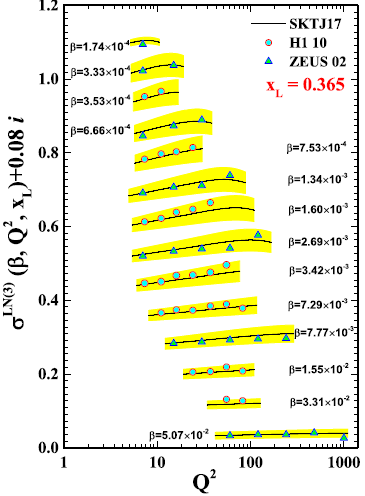 SKTJ17
H1 10
ZEUS 02
x_L = 0.365
σ^LN(3) (β, Q², x_L)+0.08 i
1.2
1.0
0.8
0.6
0.4
0.2
0.0
β=1.74×10⁻⁴
β=3.33×10⁻⁴
β=3.53×10⁻⁴
β=6.66×10⁻⁴
β=7.53×10⁻⁴
β=1.34×10⁻³
β=1.60×10⁻³
β=2.69×10⁻³
β=3.42×10⁻³
β=7.29×10⁻³
β=7.77×10⁻³
β=1.55×10⁻²
β=3.31×10⁻²
β=5.07×10⁻²
1 10 100 1000
Q²